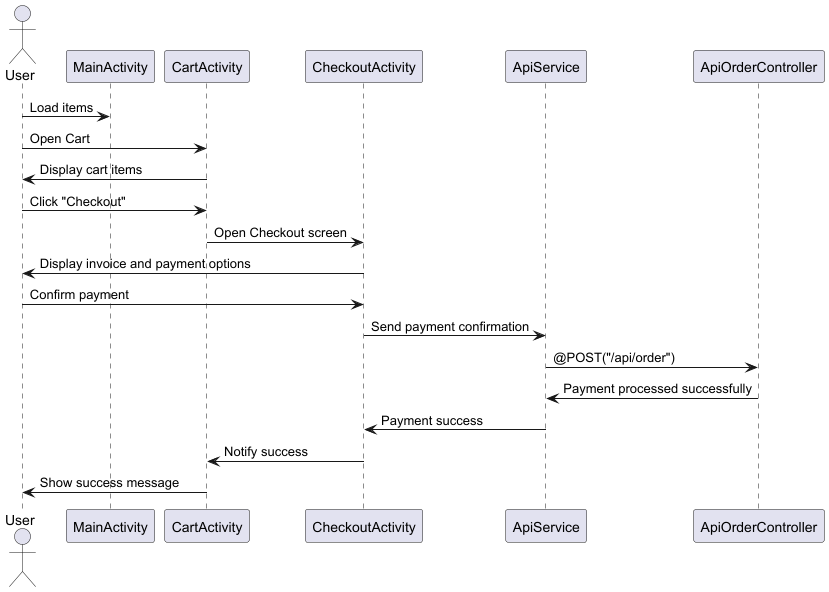 User
MainActivity
CartActivity
CheckoutActivity
ApiService
ApiOrderController
Load items
Open Cart
Display cart items
Click "Checkout"
Open Checkout screen
Display invoice and payment options
Confirm payment
Send payment confirmation
@POST("/api/order")
Payment processed successfully
Payment success
Notify success
Show success message
User
MainActivity
CartActivity
CheckoutActivity
ApiService
ApiOrderController